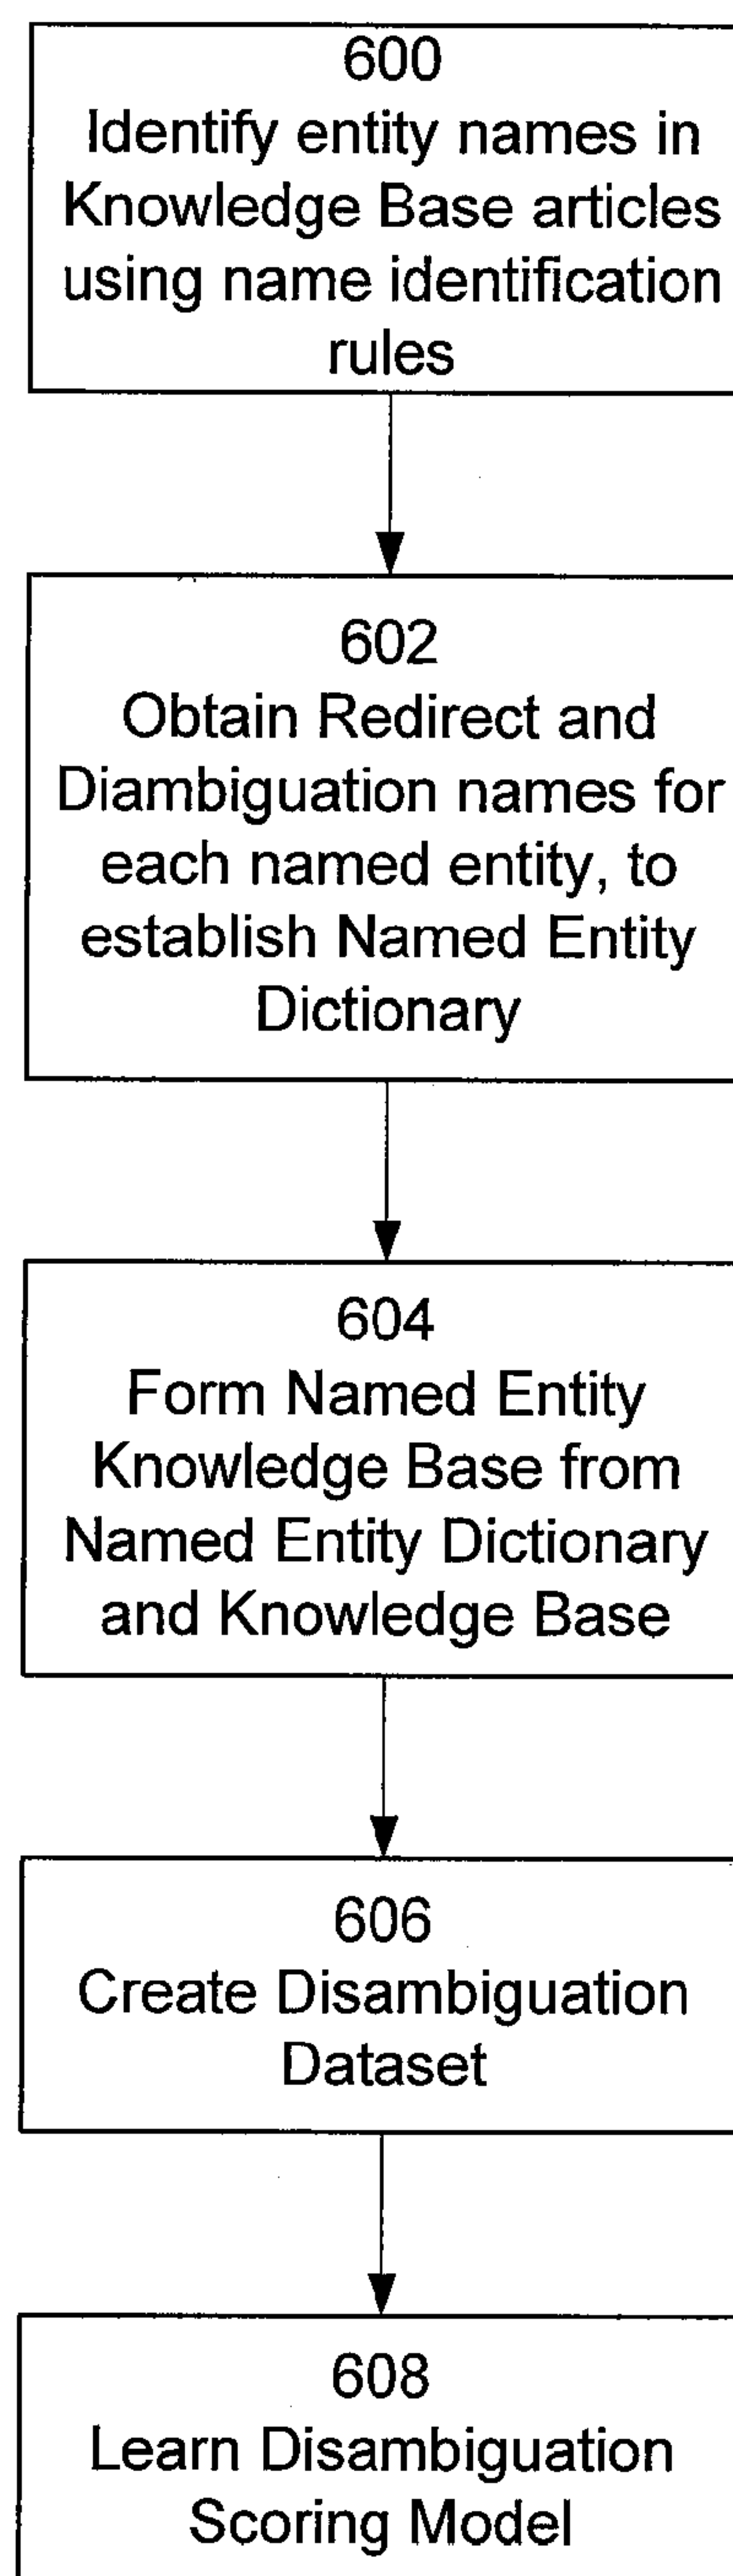 600
Identify entity names in
Knowledge Base articles
using name identification
rules
602
Obtain Redirect and
Diambiguation names for
each named entity, to
establish Named Entity
Dictionary
604
Form Named Entity
Knowledge Base from
Named Entity Dictionary
and Knowledge Base
606
Create Disambiguation
Dataset
608
Learn Disambiguation
Scoring Model